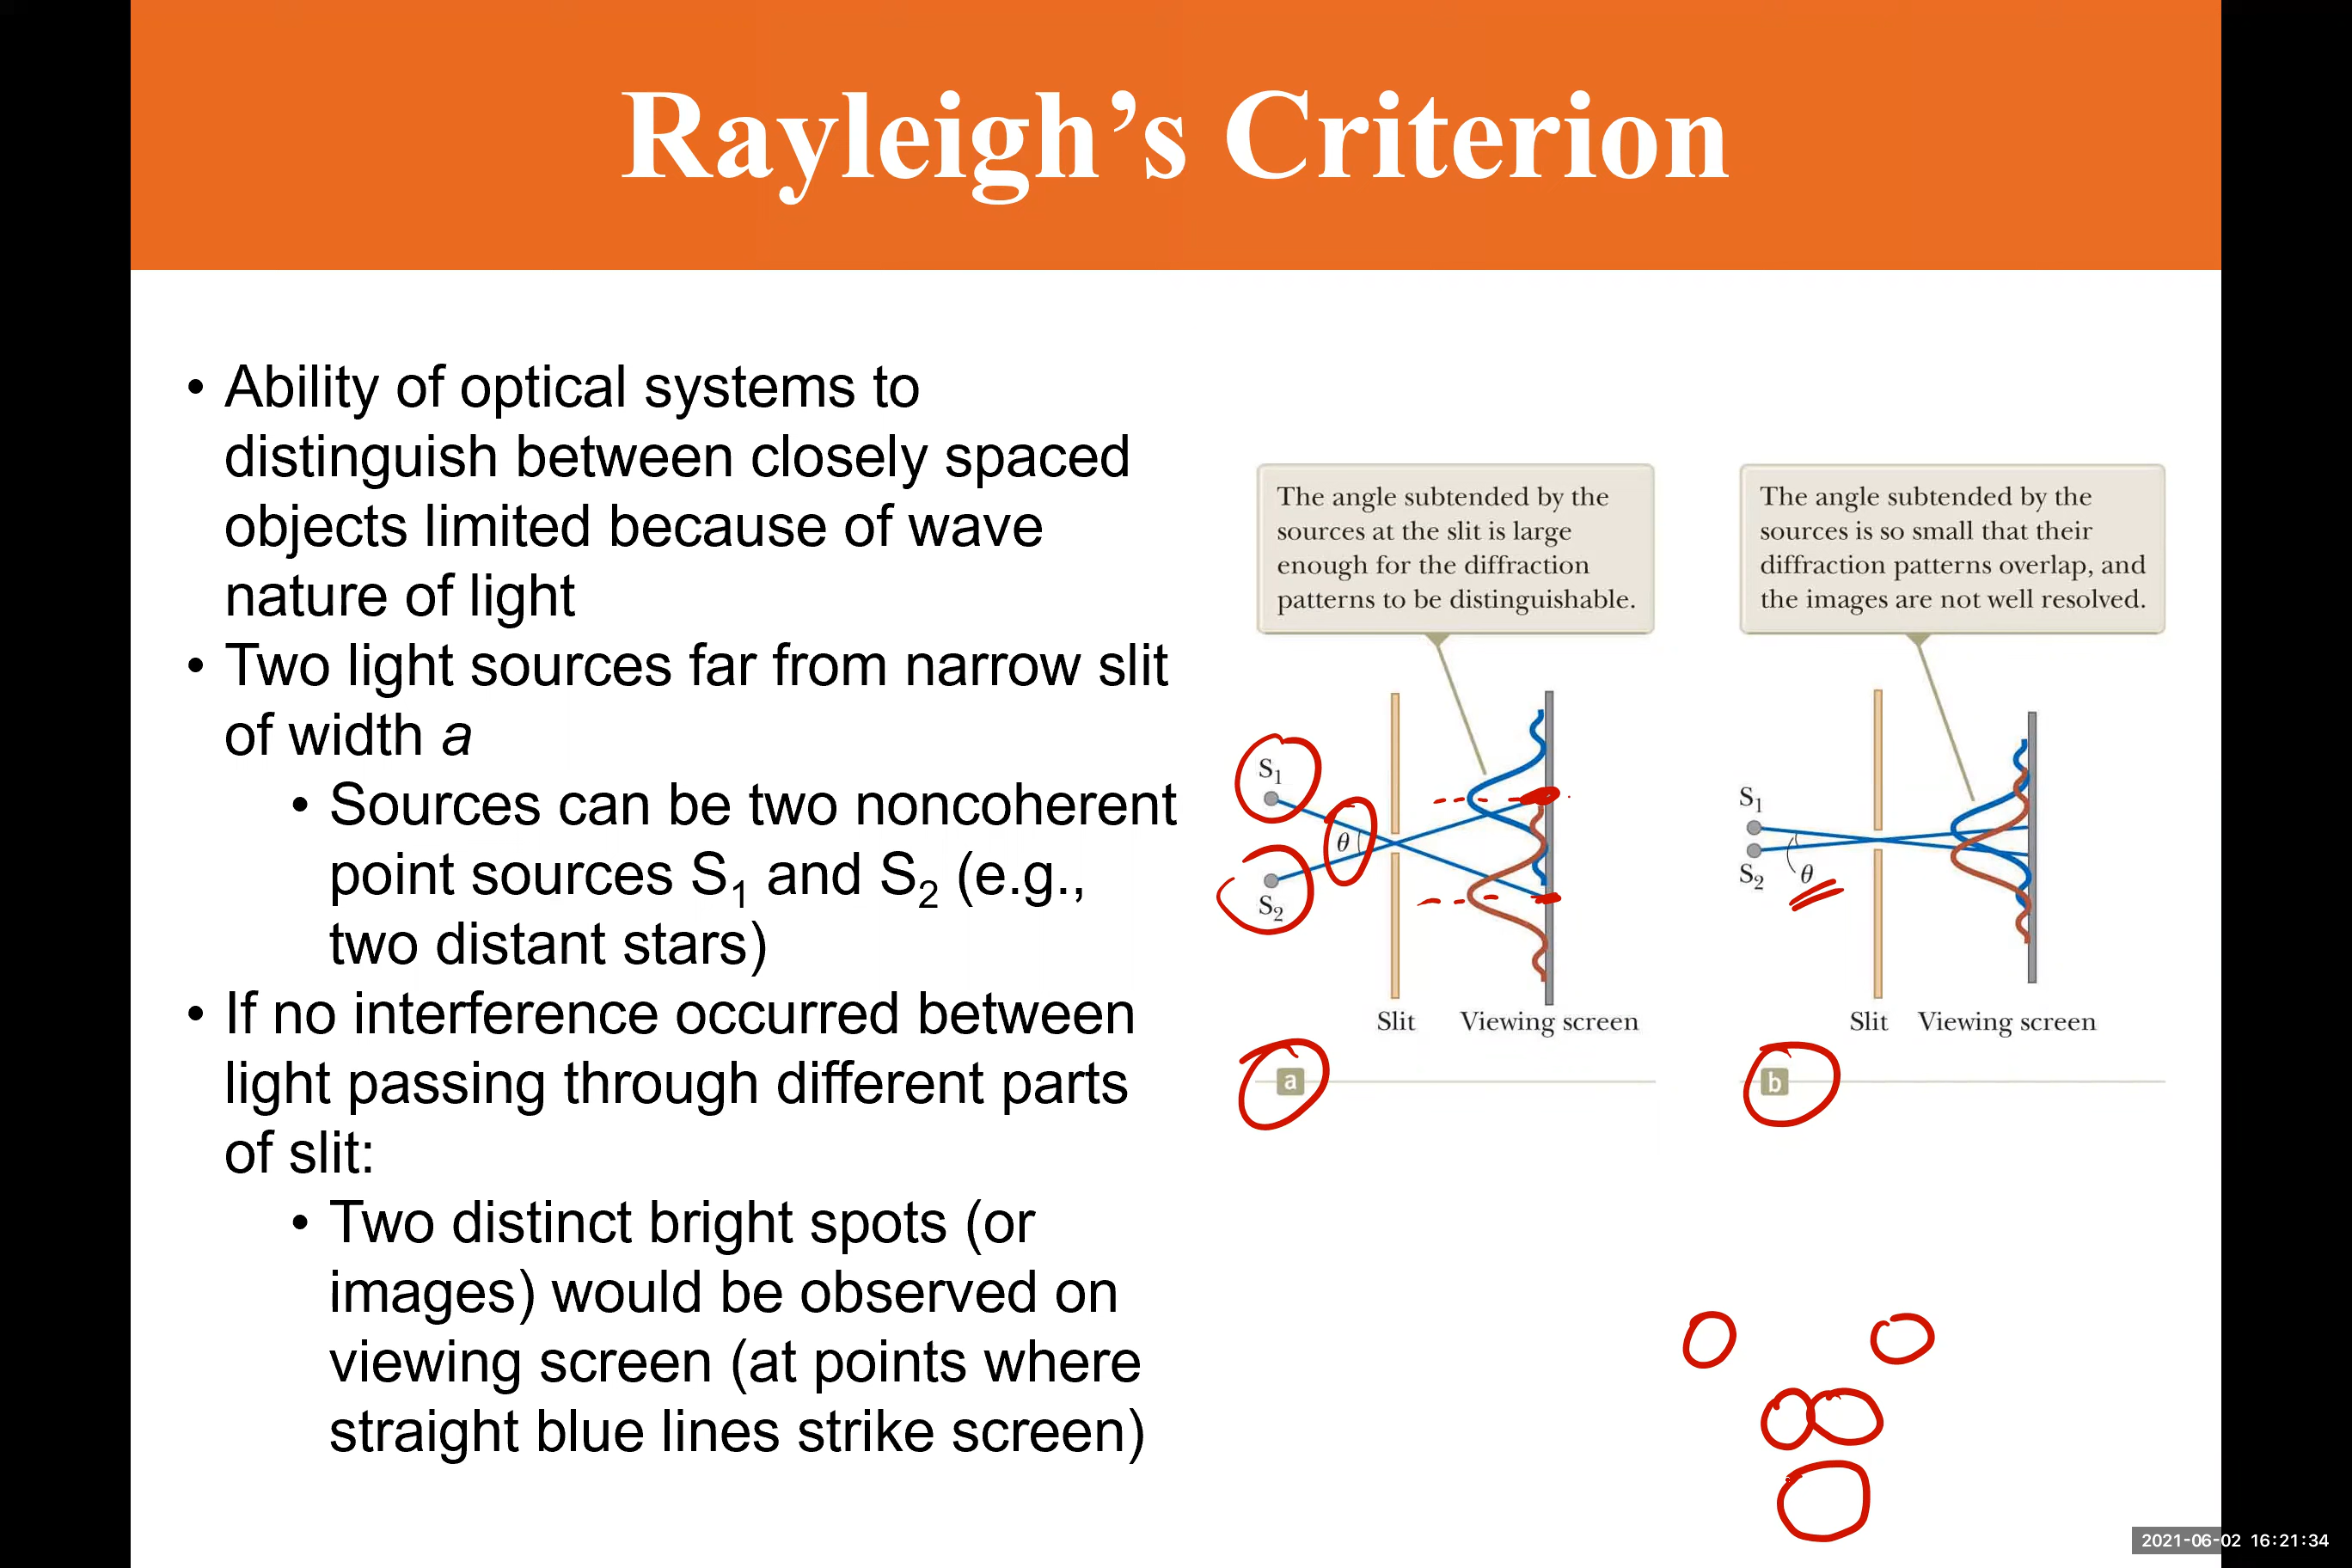 Rayleigh’s Criterion
• Ability of optical systems to
distinguish between closely spaced
objects limited because of wave
nature of light
• Two light sources far from narrow slit
of width a
• Sources can be two noncoherent
point sources S₁ and S₂ (e.g.,
two distant stars)
• If no interference occurred between
light passing through different parts
of slit:
• Two distinct bright spots (or
images) would be observed on
viewing screen (at points where
straight blue lines strike screen)
The angle subtended by the
sources at the slit is large
enough for the diffraction
patterns to be distinguishable.
S₁
θ
S₂
Slit
Viewing screen
a
The angle subtended by the
sources is so small that their
diffraction patterns overlap, and
the images are not well resolved.
S₁
S₂
θ
Slit
Viewing screen
b
2021-06-02 16:21:34